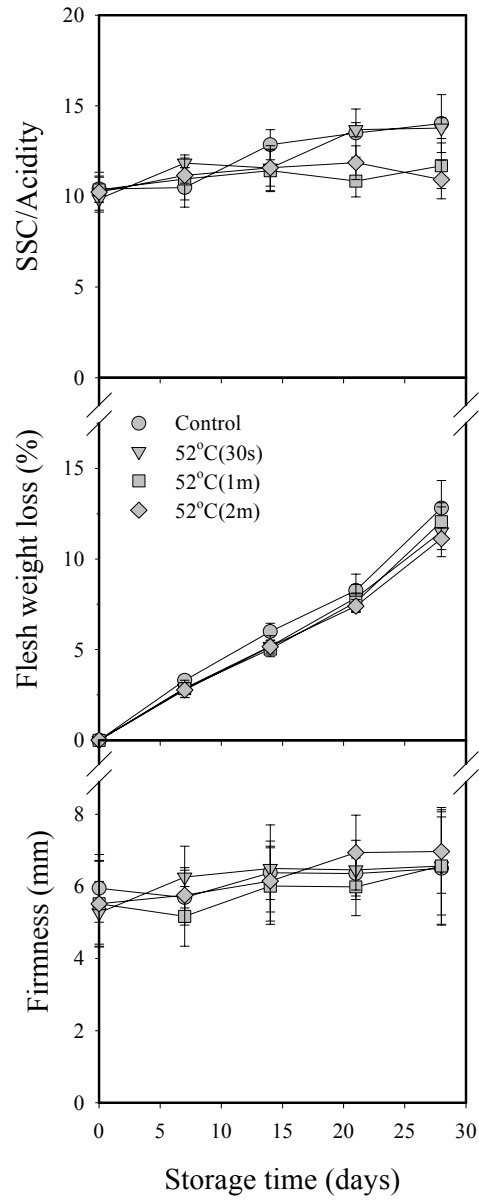 20
15
10
5
0
SSC/Acidity
Control
52°C(30s)
52°C(1m)
52°C(2m)
15
10
5
0
Flesh weight loss (%)
8
6
4
2
0
Firmness (mm)
0 5 10 15 20 25 30
Storage time (days)